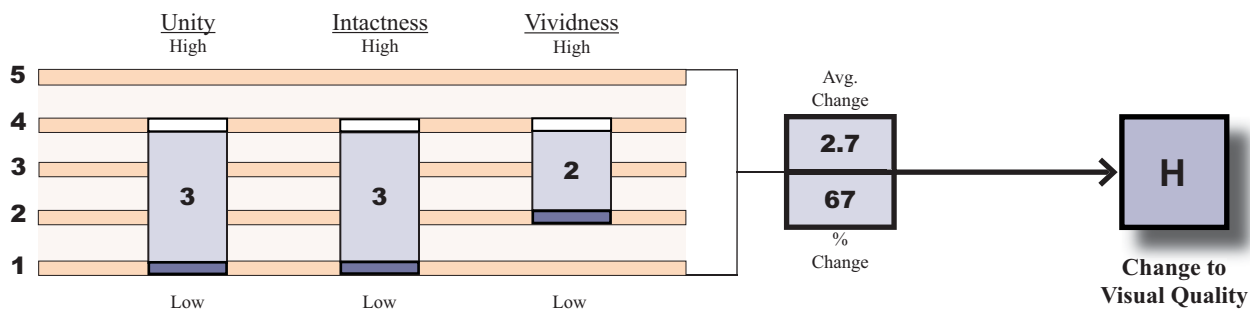 Unity Intactness Vividness
High High High
5
4
3
2
1
3 3 2
Low Low Low
Avg.
Change
2.7
67
%
Change
H
Change to
Visual Quality